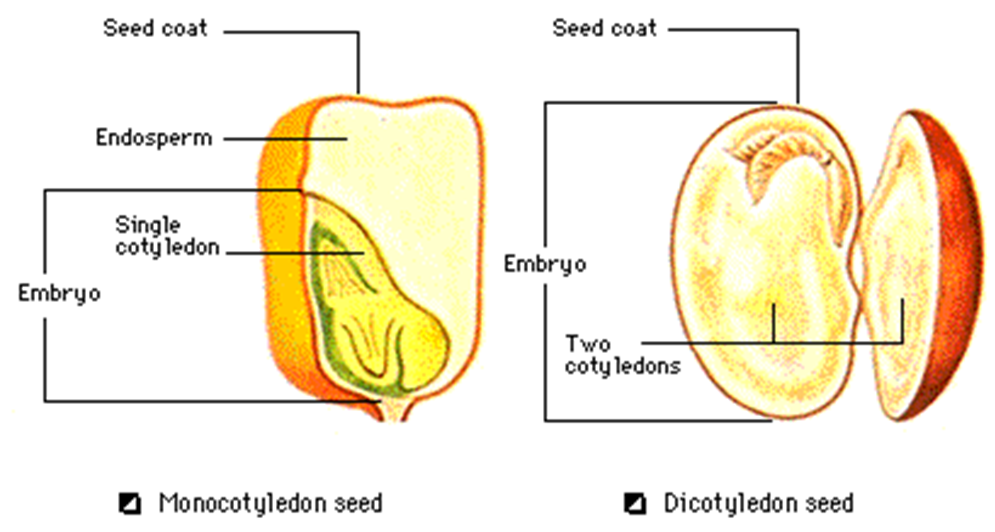 Seed coat
Endosperm
Single
cotyledon
Embryo
Monocotyledon seed
Seed coat
Embryo
Two
cotyledons
Dicotyledon seed